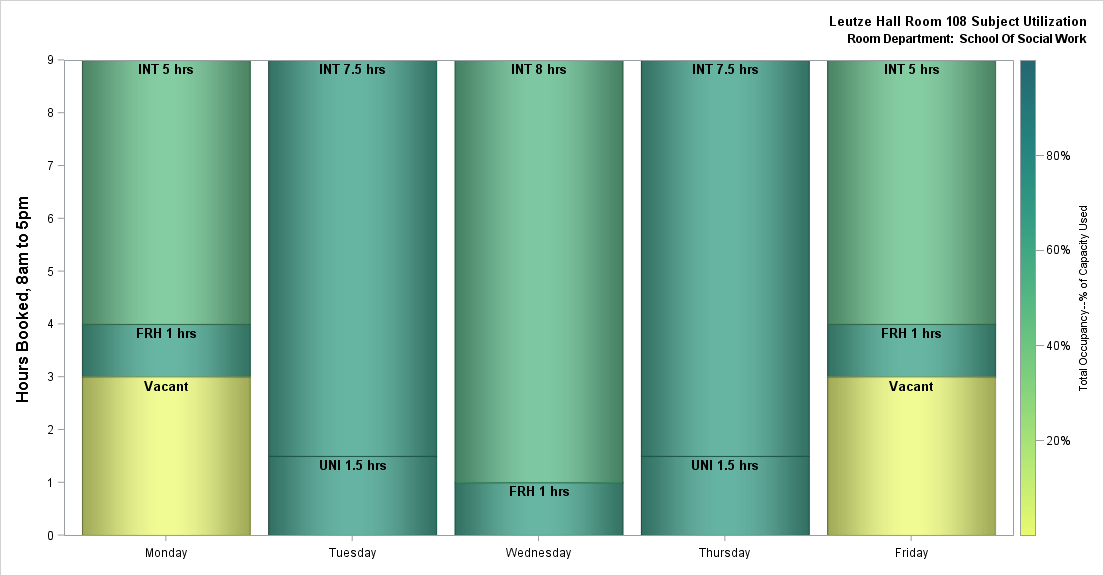 Leutze Hall Room 108 Subject Utilization
Room Department: School Of Social Work
Hours Booked, 8am to 5pm
9
8
7
6
5
4
3
2
1
0
INT 5 hrs
FRH 1 hrs
Vacant
INT 7.5 hrs
UNI 1.5 hrs
INT 8 hrs
FRH 1 hrs
INT 7.5 hrs
UNI 1.5 hrs
INT 5 hrs
FRH 1 hrs
Vacant
Monday
Tuesday
Wednesday
Thursday
Friday
80%
60%
40%
20%
Total Occupancy--% of Capacity Used